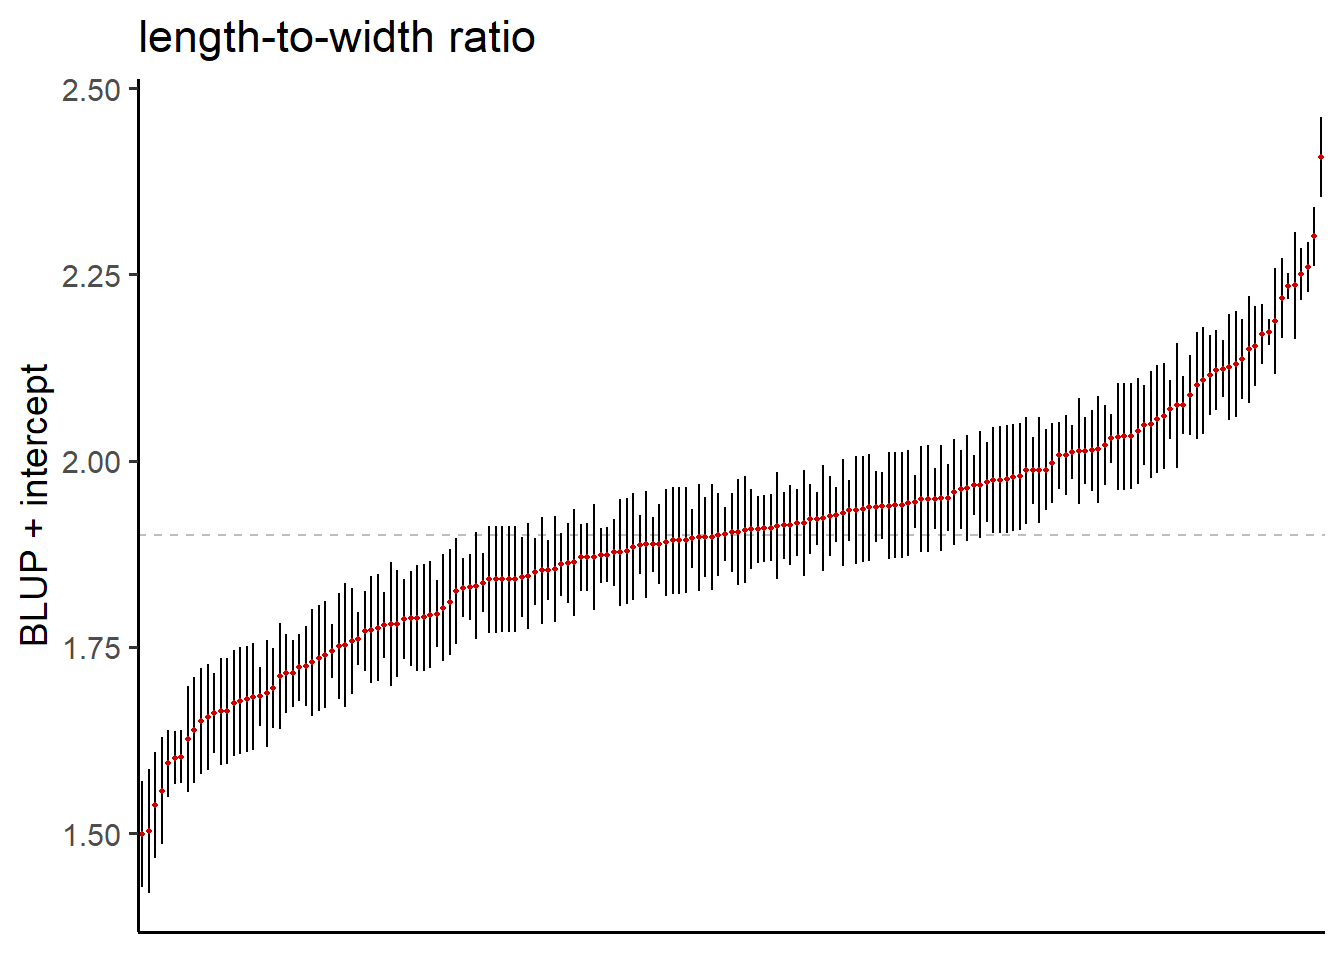 length-to-width ratio
BLUP + intercept
2.50
2.25
2.00
1.75
1.50